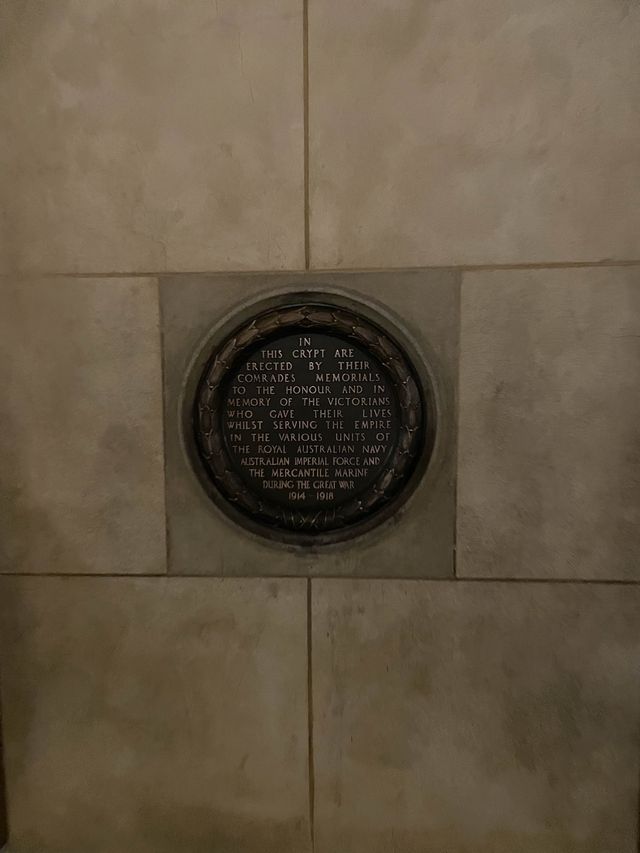 IN
THIS CRYPT ARE
ERECTED BY THEIR
COMRADES MEMORIALS
TO THE HONOUR AND IN
MEMORY OF THE VICTORIANS
WHO GAVE THEIR LIVES
WHILST SERVING THE EMPIRE
IN THE VARIOUS UNITS OF
THE ROYAL AUSTRALIAN NAVY
AUSTRALIAN IMPERIAL FORCE AND
THE MERCANTILE MARINE
DURING THE GREAT WAR
1914 - 1918